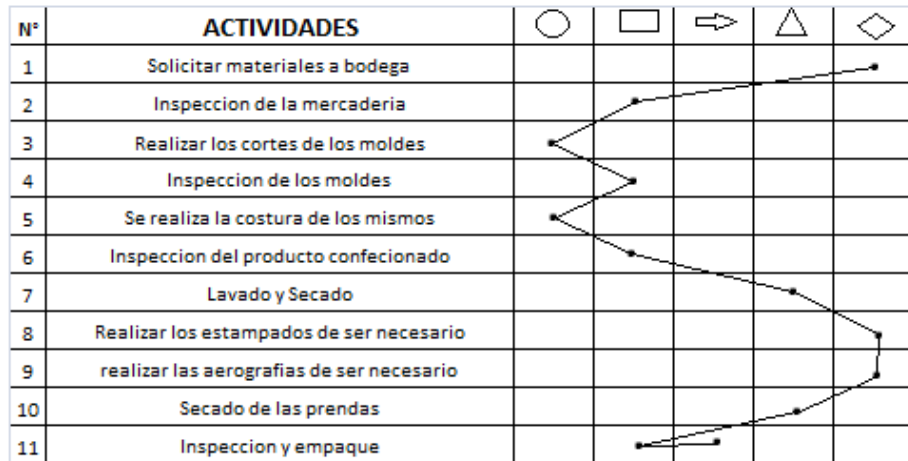 N° ACTIVIDADES
1 Solicitar materiales a bodega
2 Inspeccion de la mercaderia
3 Realizar los cortes de los moldes
4 Inspeccion de los moldes
5 Se realiza la costura de los mismos
6 Inspeccion del producto confecionado
7 Lavado y Secado
8 Realizar los estampados de ser necesario
9 realizar las aerografias de ser necesario
10 Secado de las prendas
11 Inspeccion y empaque